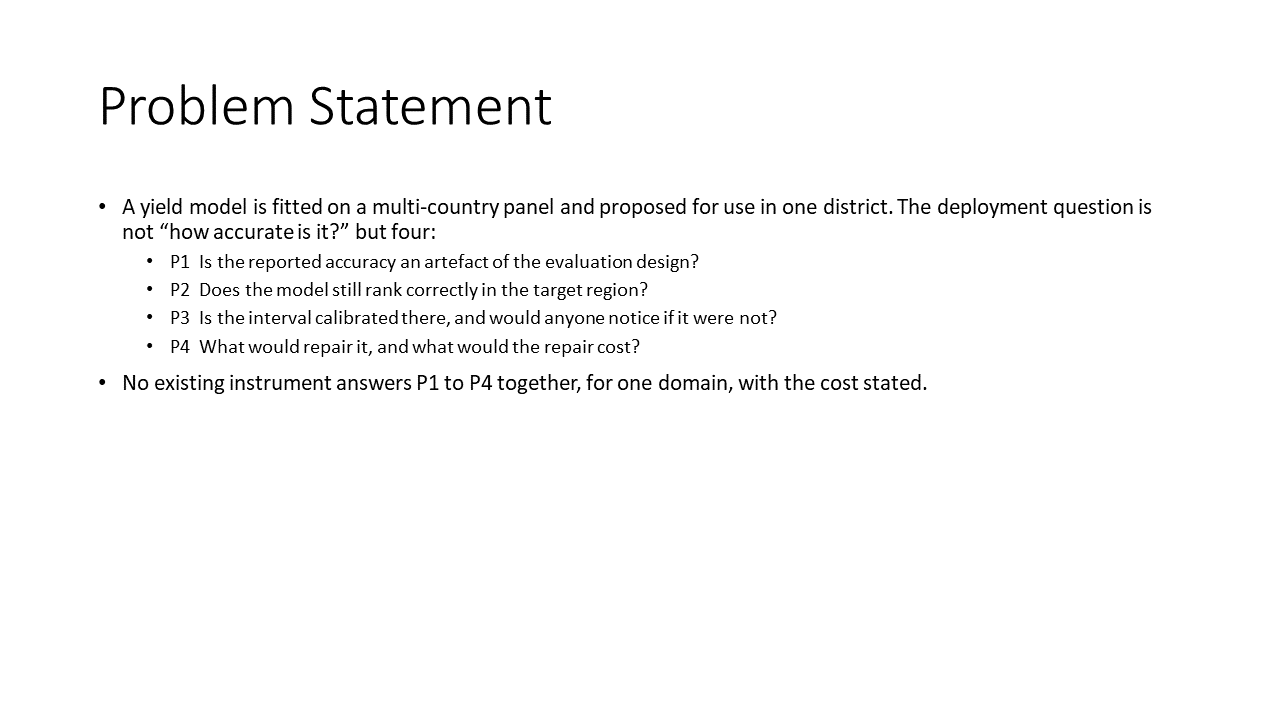 Problem Statement
• A yield model is fitted on a multi-country panel and proposed for use in one district. The deployment question is
not “how accurate is it?” but four:
• P1 Is the reported accuracy an artefact of the evaluation design?
• P2 Does the model still rank correctly in the target region?
• P3 Is the interval calibrated there, and would anyone notice if it were not?
• P4 What would repair it, and what would the repair cost?
• No existing instrument answers P1 to P4 together, for one domain, with the cost stated.